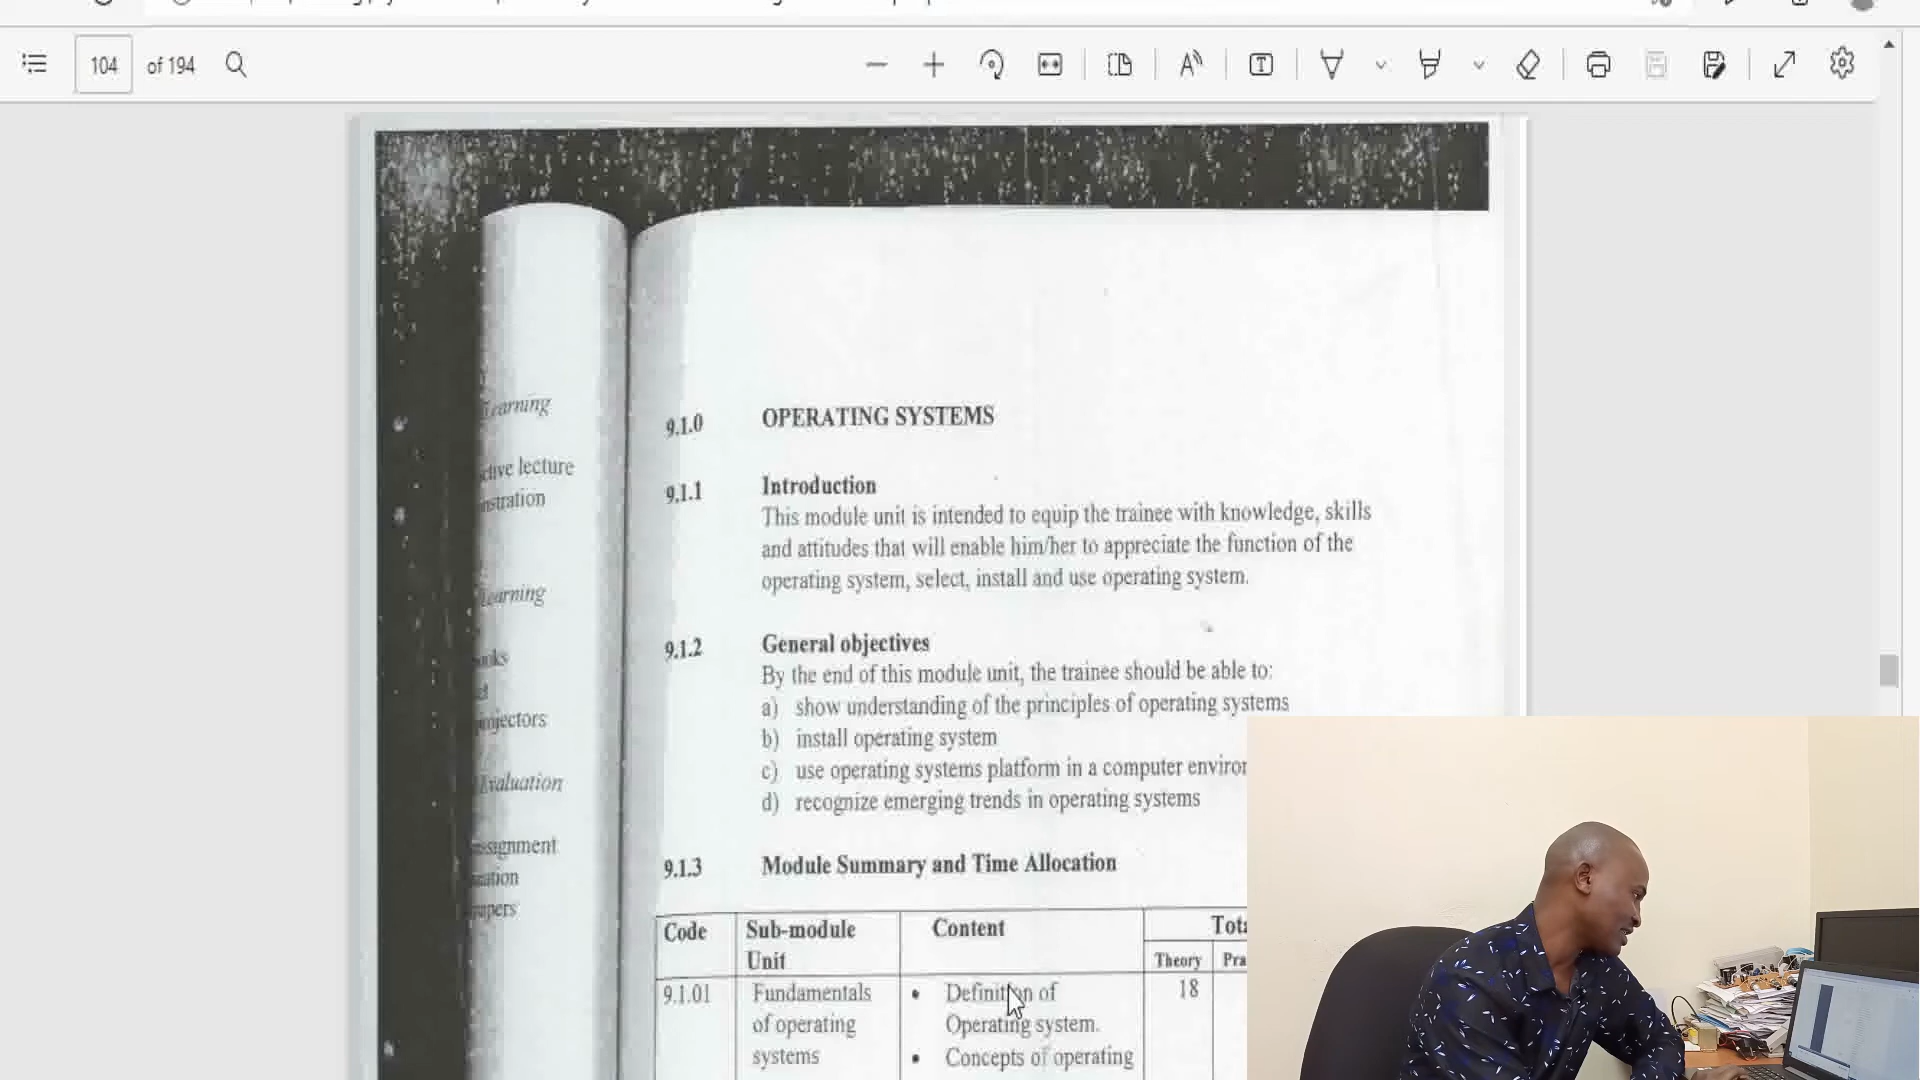 104 of 194
9.1.0 OPERATING SYSTEMS
9.1.1 Introduction
This module unit is intended to equip the trainee with knowledge, skills
and attitudes that will enable him/her to appreciate the function of the
operating system, select, install and use operating system.
9.1.2 General objectives
By the end of this module unit, the trainee should be able to:
a) show understanding of the principles of operating systems
b) install operating system
c) use operating systems platform in a computer
d) recognize emerging trends in operating systems
9.1.3 Module Summary and Time Allocation
Code Sub-module Unit Content
Theory
9.1.01 Fundamentals of operating systems
• Definition of Operating system.
• Concepts of operating
18
Learning
lecture
Learning
Evaluation